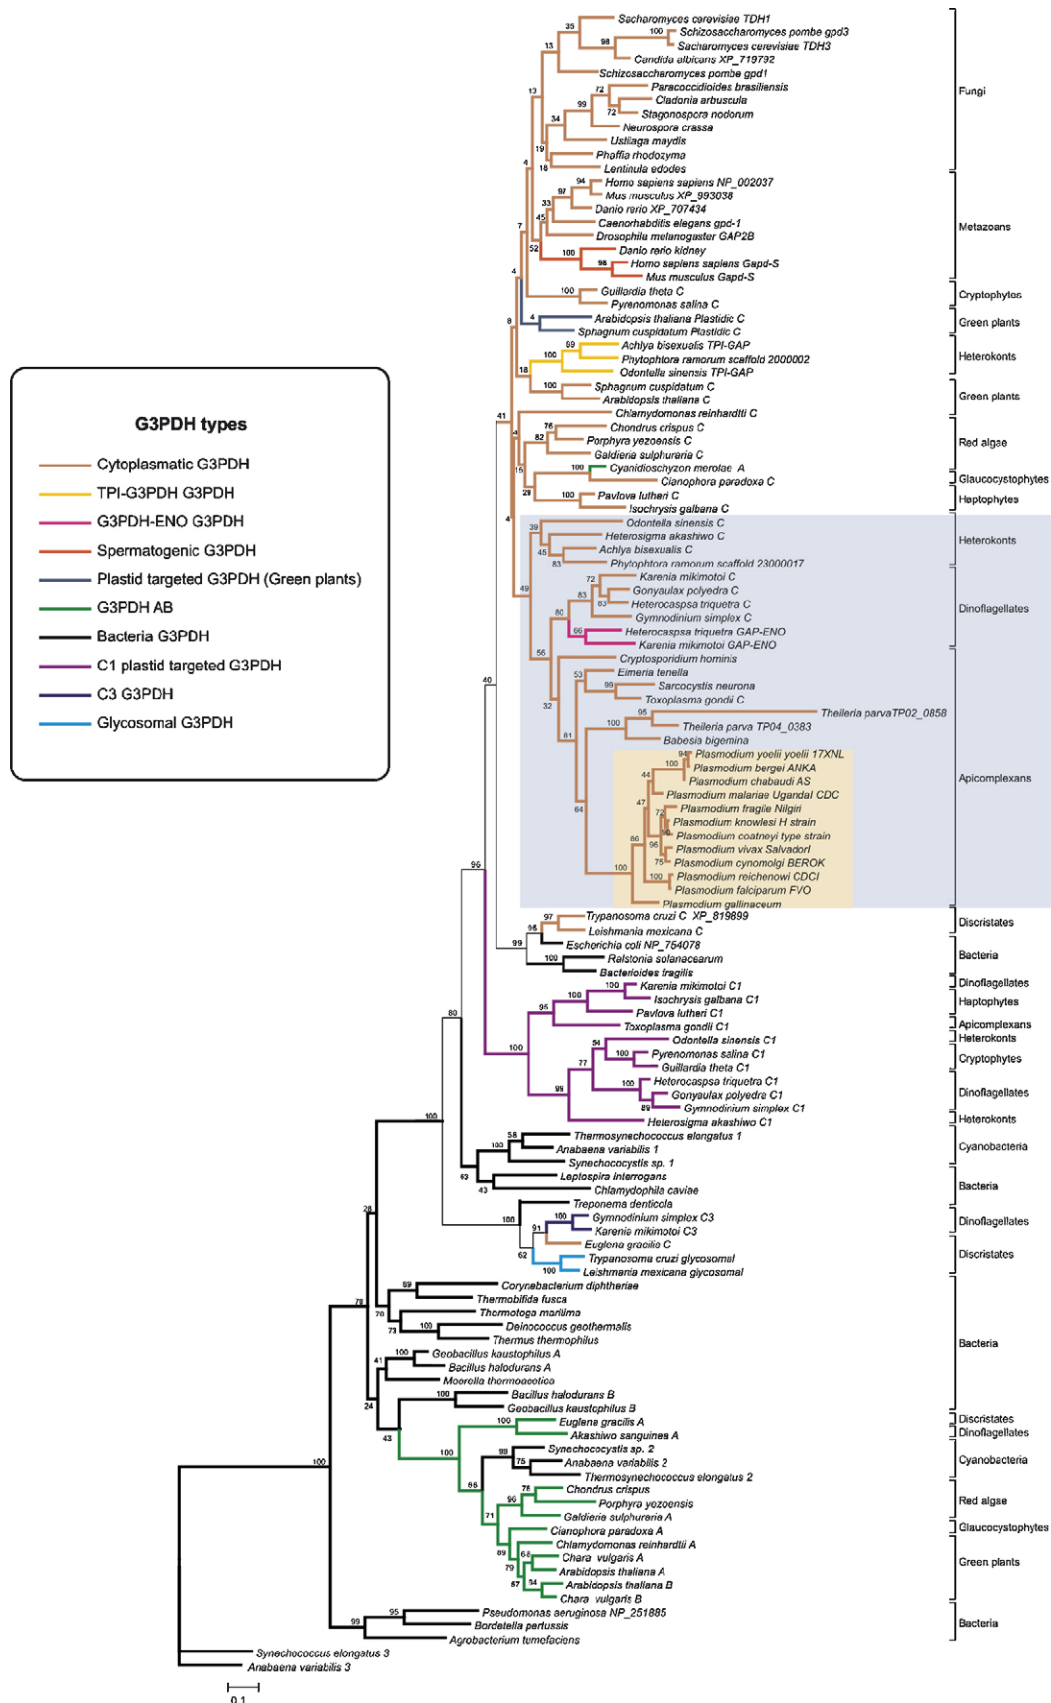 Sacharomyces cerevisiae TDH1
Schizosaccharomyces pombe gpd3
Sacharomyces cerevisiae TDH3
Candida albicans XP_719792
Schizosaccharomyces pombe gpd1
Paracoccidioides brasiliensis
Cladonia arbuscula
Stagonospora nodorum
Neurospora crassa
Ustilaga maydis
Phaffia rhodozyma
Lentinula edodes
Fungi
Homo sapiens sapiens NP_002037
Mus musculus XP_993038
Danio rerio XP_707434
Caenorhabditis elegans gpd-1
Drosophila melanogaster GAP2B
Danio rerio kidney
Homo sapiens sapiens Gapd-S
Mus musculus Gapd-S
Metazoans
Guillardia theta C
Pyrenomonas salina C
Cryptophytes
Arabidopsis thaliana Plastidic C
Sphagnum cuspidatum Plastidic C
Green plants
Achlya bisexualis TPI-GAP
Phytophtora ramorum scaffold 2000002
Odontella sinensis TPI-GAP
Heterokonts
Sphagnum cuspidatum C
Arabidopsis thaliana C
Chlamydomonas reinhardtti C
Green plants
Chondrus crispus C
Porphyra yezoensis C
Galdieria sulphuraria C
Cyanidioschyzon merolae A
Red algae
Cianophora paradoxa C
Glaucocystophytes
Pavlova lutheri C
Isochrysis galbana C
Haptophytes
G3PDH types
Cytoplasmatic G3PDH
TPI-G3PDH G3PDH
G3PDH-ENO G3PDH
Spermatogenic G3PDH
Plastid targeted G3PDH (Green plants)
G3PDH AB
Bacteria G3PDH
C1 plastid targeted G3PDH
C3 G3PDH
Glycosomal G3PDH
Odontella sinensis C
Heterosigma akashiwo C
Achlya bisexualis C
Phytophtora ramorum scaffold 23000017
Heterokonts
Karenia mikimotoi C
Gonyaulax polyedra C
Heterocaspsa triquetra C
Gymnodinium simplex C
Heterocaspsa triquetra GAP-ENO
Karenia mikimotoi GAP-ENO
Dinoflagellates
Cryptosporidium hominis
Eimeria tenella
Sarcocystis neurona
Toxoplasma gondii C
Theileria parvaTP02_0858
Theileria parva TP04_0383
Babesia bigemina
Plasmodium yoelii yoelii 17XNL
Plasmodium bergei ANKA
Plasmodium chabaudi AS
Plasmodium malariae Ugandal CDC
Plasmodium fragile Nilgiri
Plasmodium knowlesi H strain
Plasmodium coatneyi type strain
Plasmodium vivax SalvadorI
Plasmodium cynomolgi BEROK
Plasmodium reichenowi CDCI
Plasmodium falciparum FVO
Plasmodium gallinaceum
Apicomplexans
Trypanosoma cruzi C XP_819899
Leishmania mexicana C
Discristates
Escherichia coli NP_754078
Ralstonia solanacearum
Bacterioides fragilis
Bacteria
Karenia mikimotoi C1
Dinoflagellates
Isochrysis galbana C1
Pavlova lutheri C1
Haptophytes
Toxoplasma gondii C1
Apicomplexans
Odontella sinensis C1
Heterokonts
Pyrenomonas salina C1
Guillardia theta C1
Cryptophytes
Heterocaspsa triquetra C1
Gonyaulax polyedra C1
Gymnodinium simplex C1
Dinoflagellates
Heterosigma akashiwo C1
Heterokonts
Thermosynechococcus elongatus 1
Anabaena variabilis 1
Synechococystis sp. 1
Cyanobacteria
Leptospira interrogans
Chlamydophila caviae
Treponema denticola
Bacteria
Gymnodinium simplex C3
Karenia mikimotoi C3
Dinoflagellates
Euglena gracilis C
Trypanosoma cruzi glycosomal
Leishmania mexicana glycosomal
Discristates
Corynebacterium diphtheriae
Thermobifida fusca
Thermotoga maritima
Deinococcus geothermalis
Thermus thermophilus
Geobacillus kaustophilus A
Bacillus halodurans A
Moorella thermoacetica
Bacillus halodurans B
Geobacillus kaustophilus B
Bacteria
Euglena gracilis A
Discristates
Akashiwo sanguinea A
Dinoflagellates
Synechococystis sp. 2
Anabaena variabilis 2
Thermosynechococcus elongatus 2
Cyanobacteria
Chondrus crispus
Porphyra yezoensis
Galdieria sulphuraria A
Red algae
Cianophora paradoxa A
Glaucocystophytes
Chlamydomonas reinhardtii A
Chara vulgaris A
Arabidopsis thaliana A
Arabidopsis thaliana B
Chara vulgaris B
Green plants
Pseudomonas aeruginosa NP_251885
Bordetella pertussis
Agrobacterium tumefaciens
Bacteria
Synechococcus elongatus 3
Anabaena variabilis 3
0.1